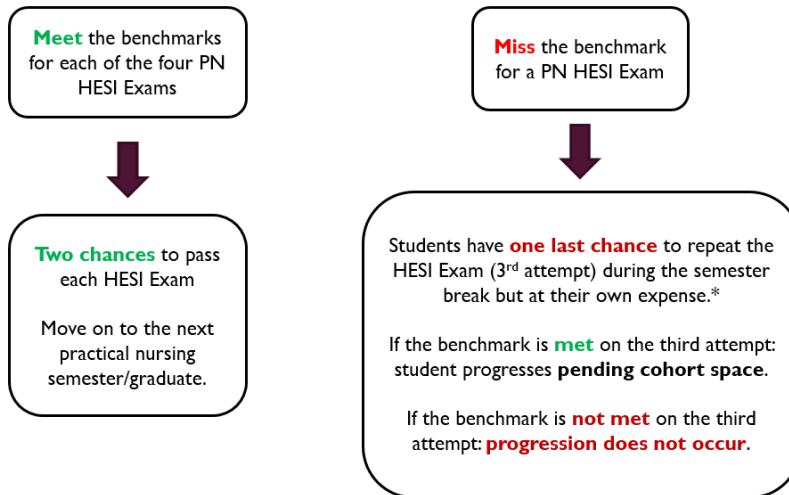 Meet the benchmarks
for each of the four PN
HESI Exams
Two chances to pass
each HESI Exam
Move on to the next
practical nursing
semester/graduate.
Miss the benchmark
for a PN HESI Exam
Students have one last chance to repeat the
HESI Exam (3rd attempt) during the semester
break but at their own expense.*
If the benchmark is met on the third attempt:
student progresses pending cohort space.
If the benchmark is not met on the third
attempt: progression does not occur.